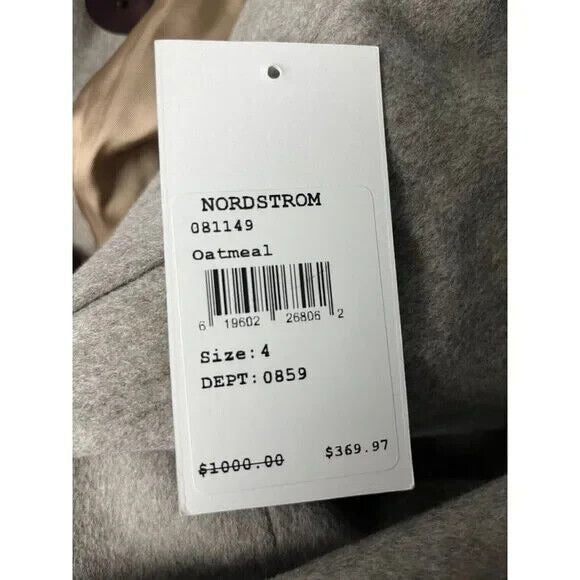 NORDSTROM
081149
Oatmeal
6 19602 26806 2
Size:4
DEPT:0859
$1000.00 $369.97